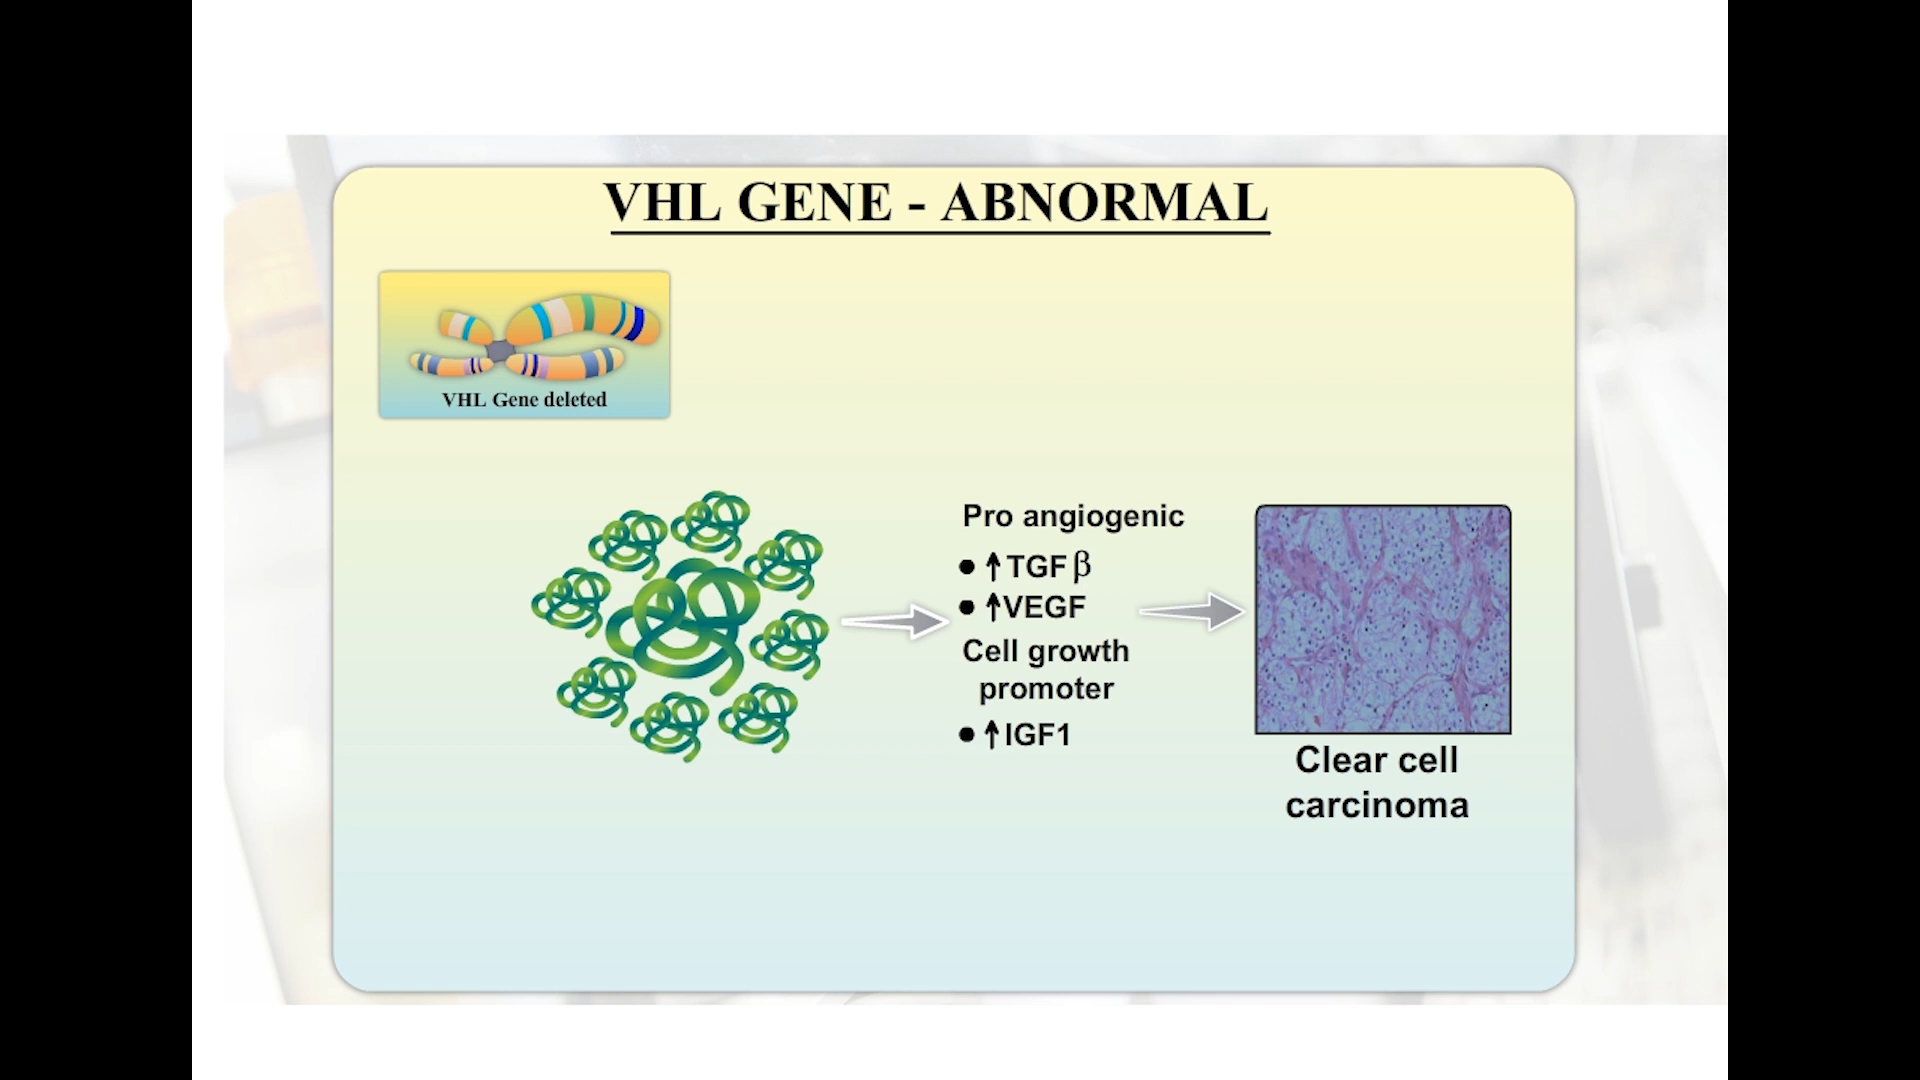 VHL GENE - ABNORMAL
VHL Gene deleted
Pro angiogenic
● ↑TGF β
● ↑VEGF
Cell growth
promoter
● ↑IGF1
Clear cell
carcinoma